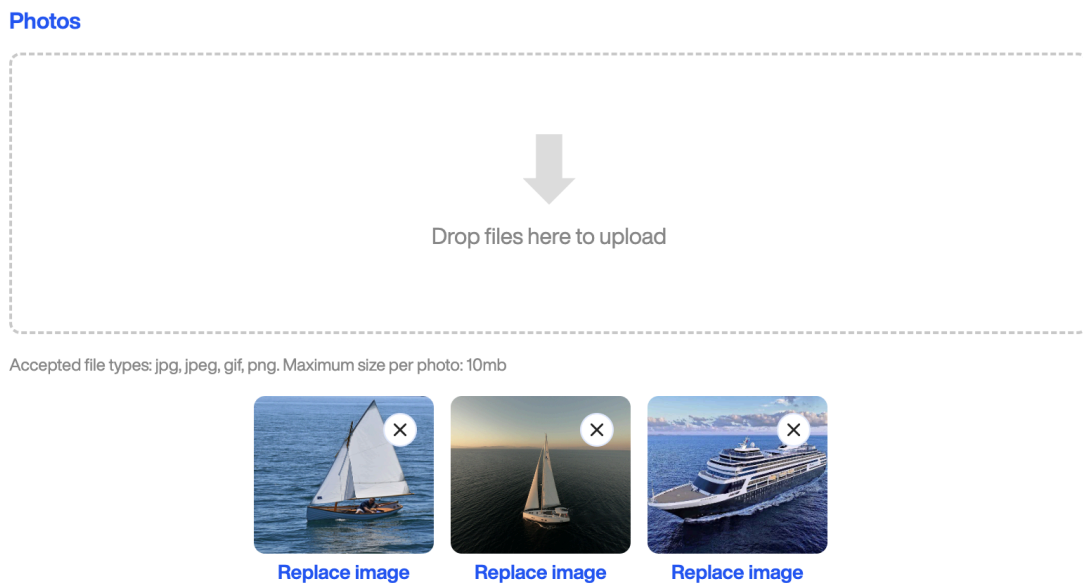 Photos
Drop files here to upload
Accepted file types: jpg, jpeg, gif, png. Maximum size per photo: 10mb
Replace image Replace image Replace image